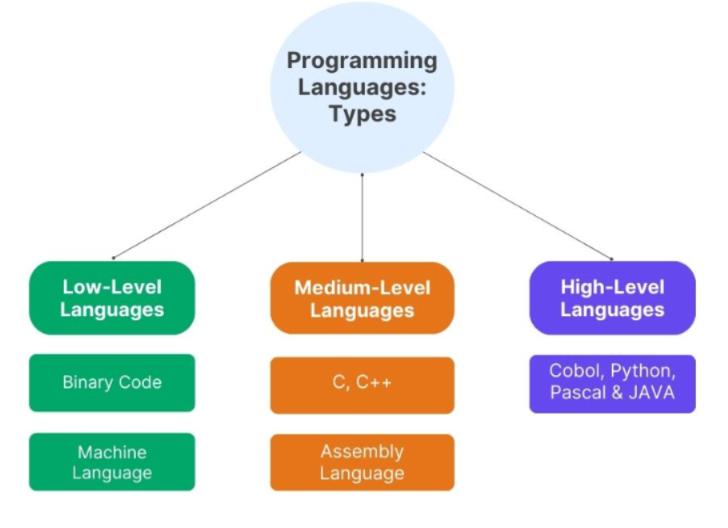 Programming
Languages:
Types
Low-Level
Languages
Medium-Level
Languages
High-Level
Languages
Binary Code
C, C++
Cobol, Python,
Pascal & JAVA
Machine
Language
Assembly
Language